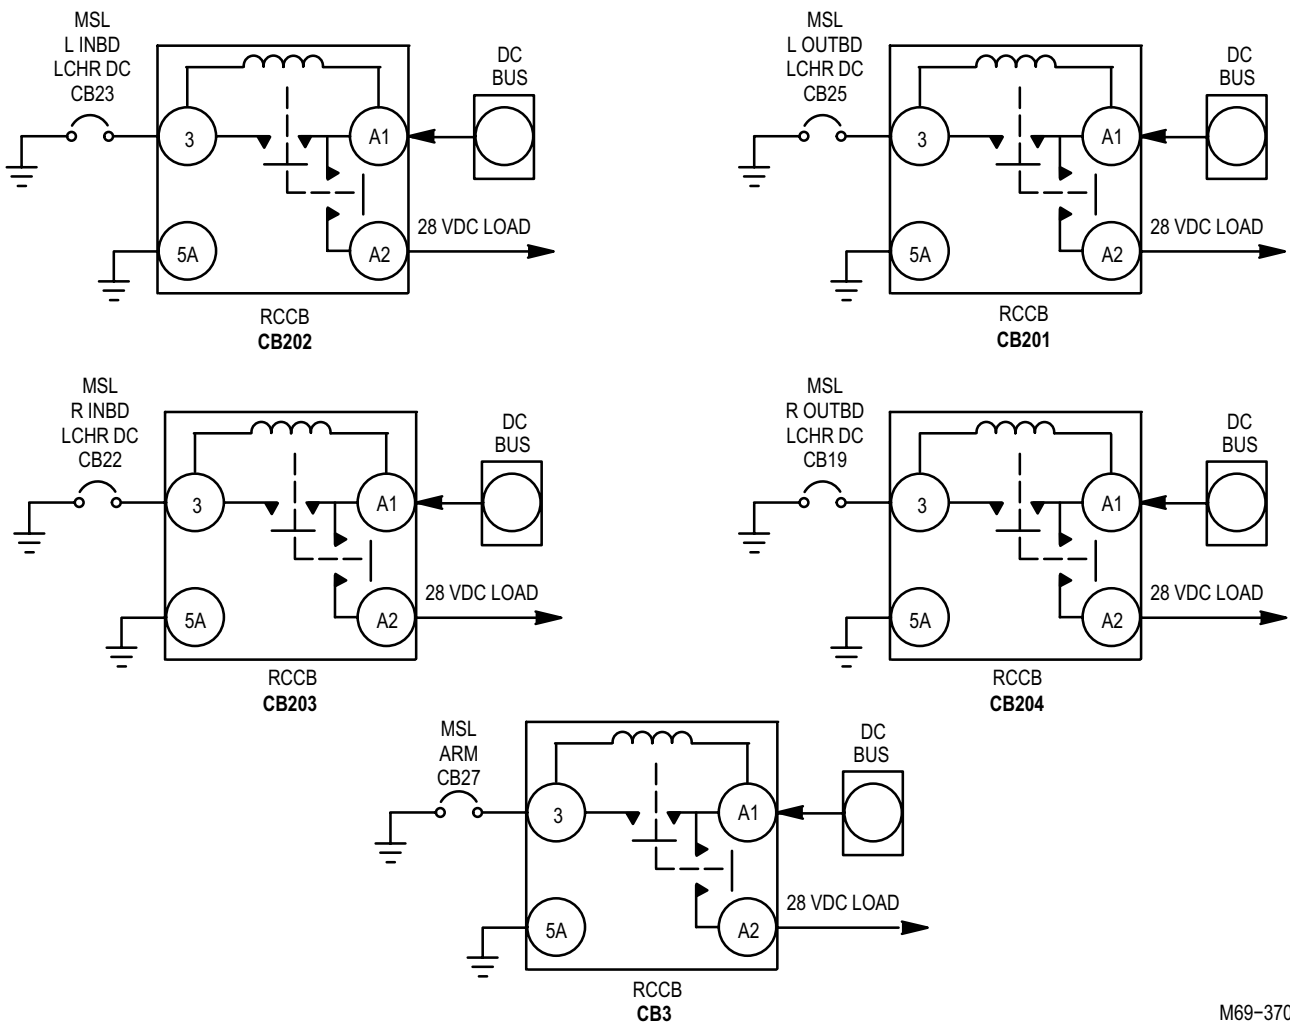 MSL
L INBD
LCHR DC
CB23
DC
BUS
3
A1
5A
A2
28 VDC LOAD
RCCB
CB202
MSL
L OUTBD
LCHR DC
CB25
DC
BUS
3
A1
5A
A2
28 VDC LOAD
RCCB
CB201
MSL
R INBD
LCHR DC
CB22
DC
BUS
3
A1
5A
A2
28 VDC LOAD
RCCB
CB203
MSL
R OUTBD
LCHR DC
CB19
DC
BUS
3
A1
5A
A2
28 VDC LOAD
RCCB
CB204
MSL
ARM
CB27
DC
BUS
3
A1
5A
A2
28 VDC LOAD
RCCB
CB3
M69−370